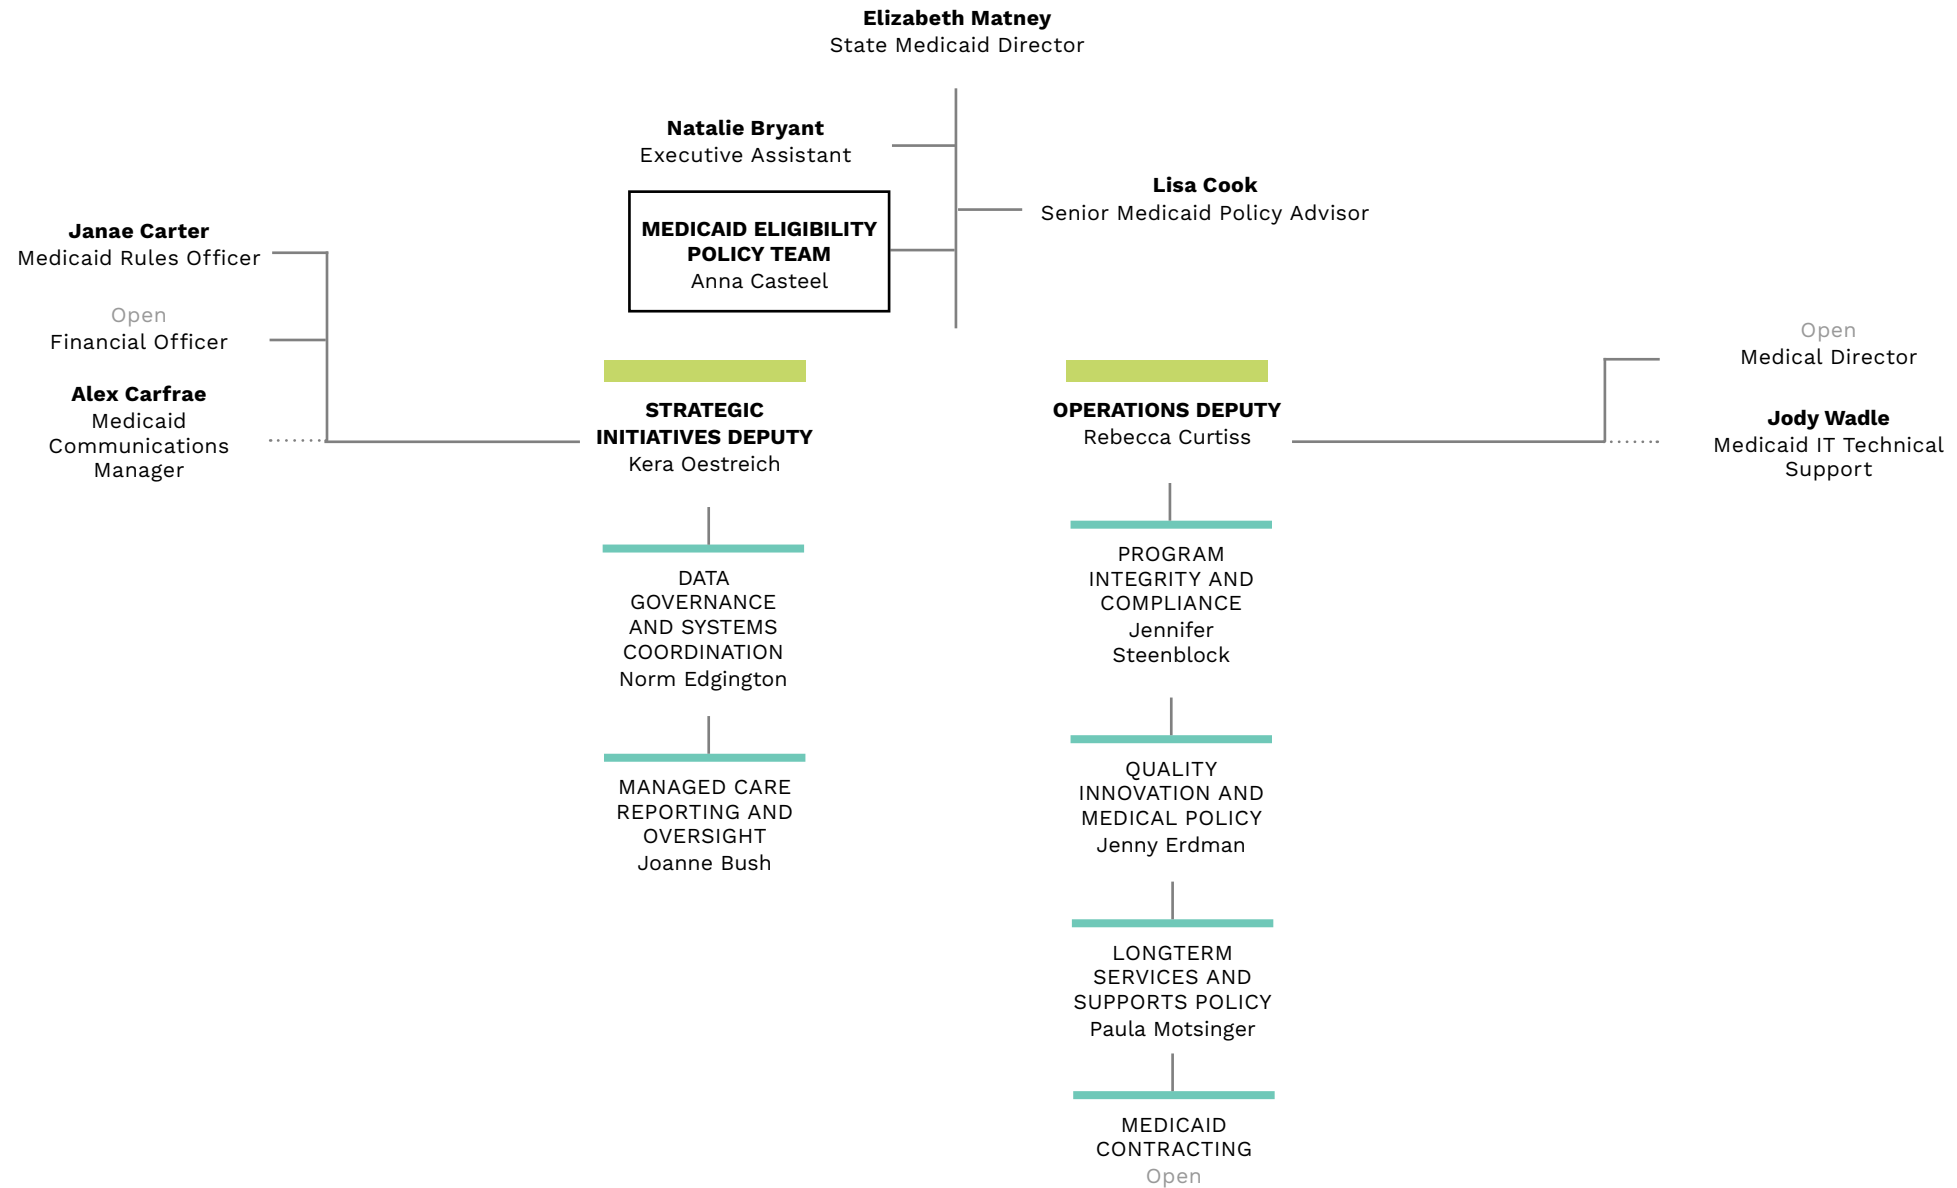 Elizabeth Matney
State Medicaid Director
Natalie Bryant
Executive Assistant
Lisa Cook
Senior Medicaid Policy Advisor
MEDICAID ELIGIBILITY
POLICY TEAM
Anna Casteel
Janae Carter
Medicaid Rules Officer
Open
Financial Officer
Alex Carfrae
Medicaid
Communications
Manager
STRATEGIC
INITIATIVES DEPUTY
Kera Oestreich
DATA
GOVERNANCE
AND SYSTEMS
COORDINATION
Norm Edgington
MANAGED CARE
REPORTING AND
OVERSIGHT
Joanne Bush
OPERATIONS DEPUTY
Rebecca Curtiss
Open
Medical Director
Jody Wadle
Medicaid IT Technical
Support
PROGRAM
INTEGRITY AND
COMPLIANCE
Jennifer
Steenblock
QUALITY
INNOVATION AND
MEDICAL POLICY
Jenny Erdman
LONGTERM
SERVICES AND
SUPPORTS POLICY
Paula Motsinger
MEDICAID
CONTRACTING
Open